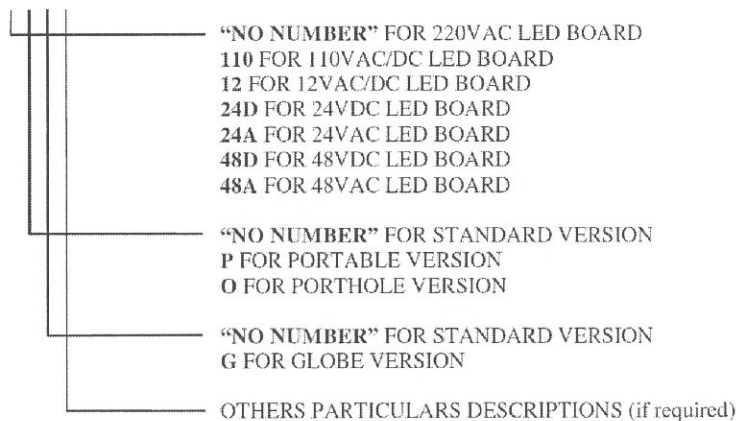 “NO NUMBER” FOR 220VAC LED BOARD
110 FOR 110VAC/DC LED BOARD
12 FOR 12VAC/DC LED BOARD
24D FOR 24VDC LED BOARD
24A FOR 24VAC LED BOARD
48D FOR 48VDC LED BOARD
48A FOR 48VAC LED BOARD
“NO NUMBER” FOR STANDARD VERSION
P FOR PORTABLE VERSION
O FOR PORTHOLE VERSION
“NO NUMBER” FOR STANDARD VERSION
G FOR GLOBE VERSION
OTHERS PARTICULARS DESCRIPTIONS (if required)